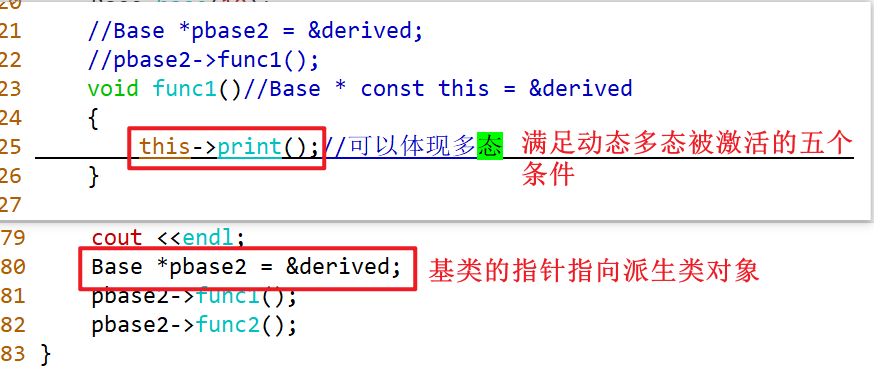 21 //Base *pbase2 = &derived;
22 //pbase2->func1();
23 void func1()//Base * const this = &derived
24 {
25 this->print();//可以体现多态 满足动态多态被激活的五个条件
26 }
27
79 cout <<endl;
80 Base *pbase2 = &derived; 基类的指针指向派生类对象
81 pbase2->func1();
82 pbase2->func2();
83 }